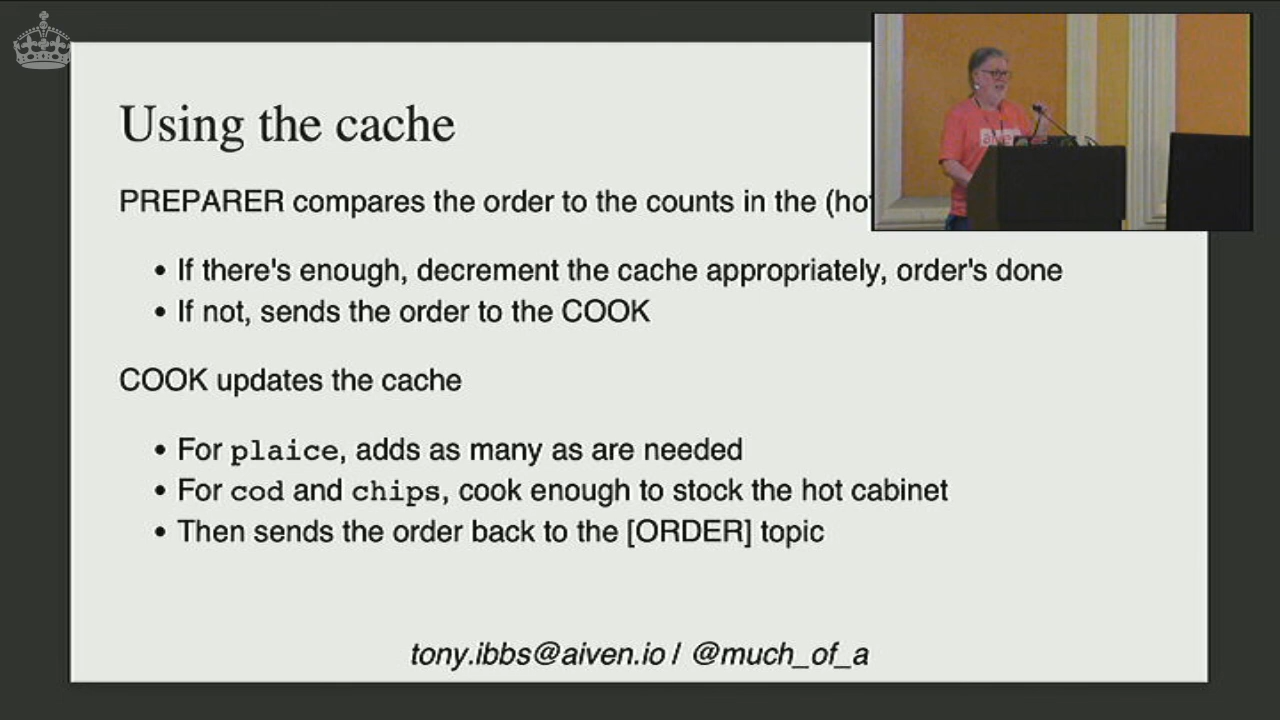 Using the cache
PREPARER compares the order to the counts in the
• If there's enough, decrement the cache appropriately, order's done
• If not, sends the order to the COOK
COOK updates the cache
• For plaice, adds as many as are needed
• For cod and chips, cook enough to stock the hot cabinet
• Then sends the order back to the [ORDER] topic
tony.ibbs@aiven.io / @much_of_a
aiven